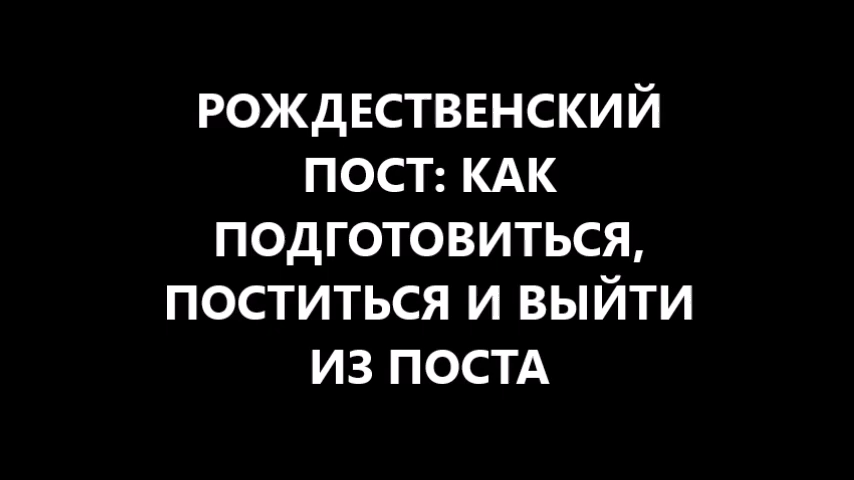 РОЖДЕСТВЕНСКИЙ
ПОСТ: КАК
ПОДГОТОВИТЬСЯ,
ПОСТИТЬСЯ И ВЫЙТИ
ИЗ ПОСТА